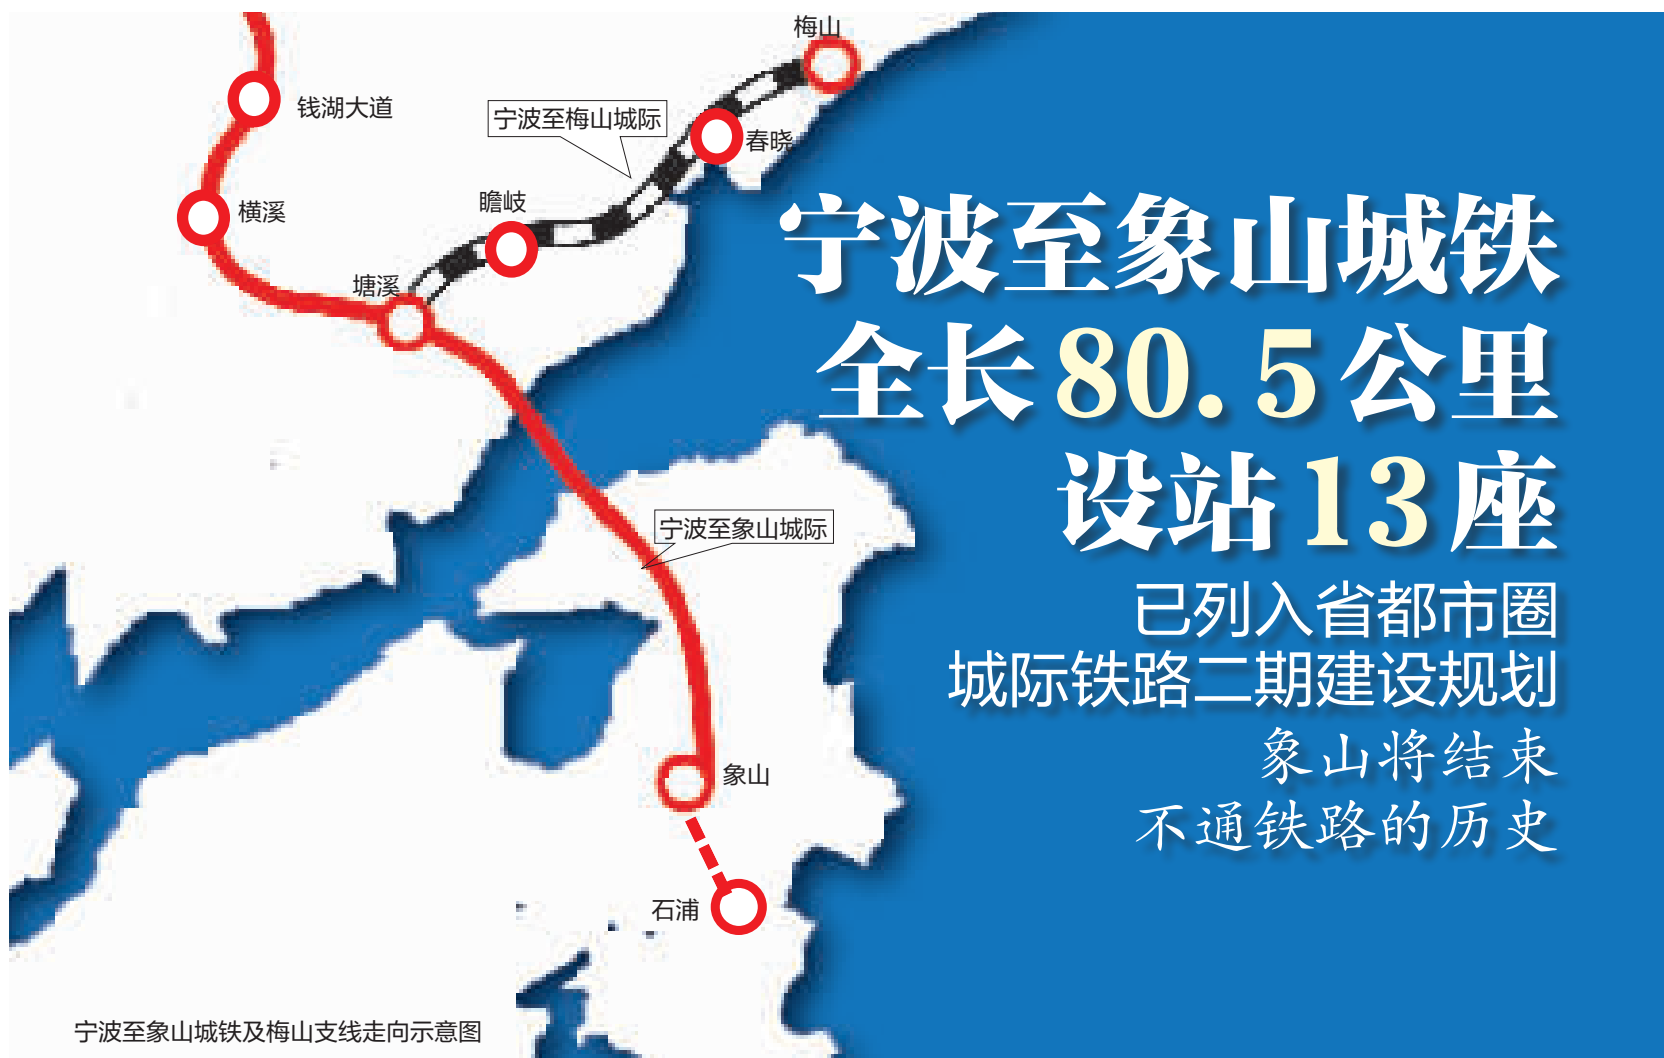 梅山
钱湖大道
宁波至梅山城际
春晓
瞻岐
横溪
塘溪
宁波至象山城铁
全长80.5公里
设站13座
宁波至象山城际
已列入省都市圈
城际铁路二期建设规划
象山将结束
不通铁路的历史
象山
石浦
宁波至象山城铁及梅山支线走向示意图